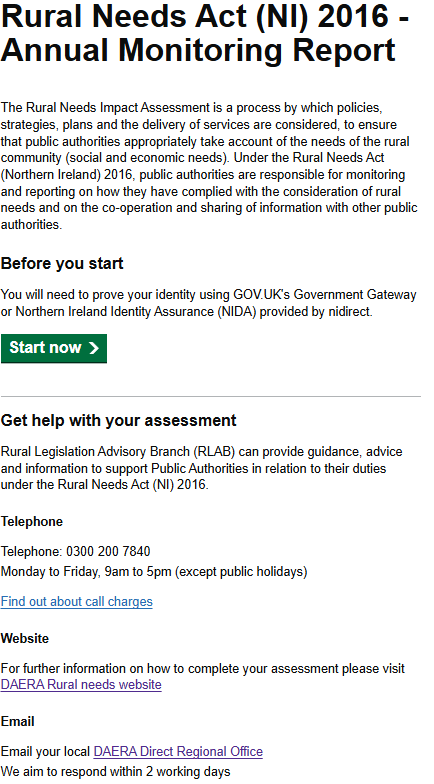 Rural Needs Act (NI) 2016 -
Annual Monitoring Report
The Rural Needs Impact Assessment is a process by which policies,
strategies, plans and the delivery of services are considered, to ensure
that public authorities appropriately take account of the needs of the rural
community (social and economic needs). Under the Rural Needs Act
(Northern Ireland) 2016, public authorities are responsible for monitoring
and reporting on how they have complied with the consideration of rural
needs and on the co-operation and sharing of information with other public
authorities.
Before you start
You will need to prove your identity using GOV.UK's Government Gateway
or Northern Ireland Identity Assurance (NIDA) provided by nidirect.
Start now
Get help with your assessment
Rural Legislation Advisory Branch (RLAB) can provide guidance, advice
and information to support Public Authorities in relation to their duties
under the Rural Needs Act (NI) 2016.
Telephone
Telephone: 0300 200 7840
Monday to Friday, 9am to 5pm (except public holidays)
Find out about call charges
Website
For further information on how to complete your assessment please visit
DAERA Rural needs website
Email
Email your local DAERA Direct Regional Office
We aim to respond within 2 working days